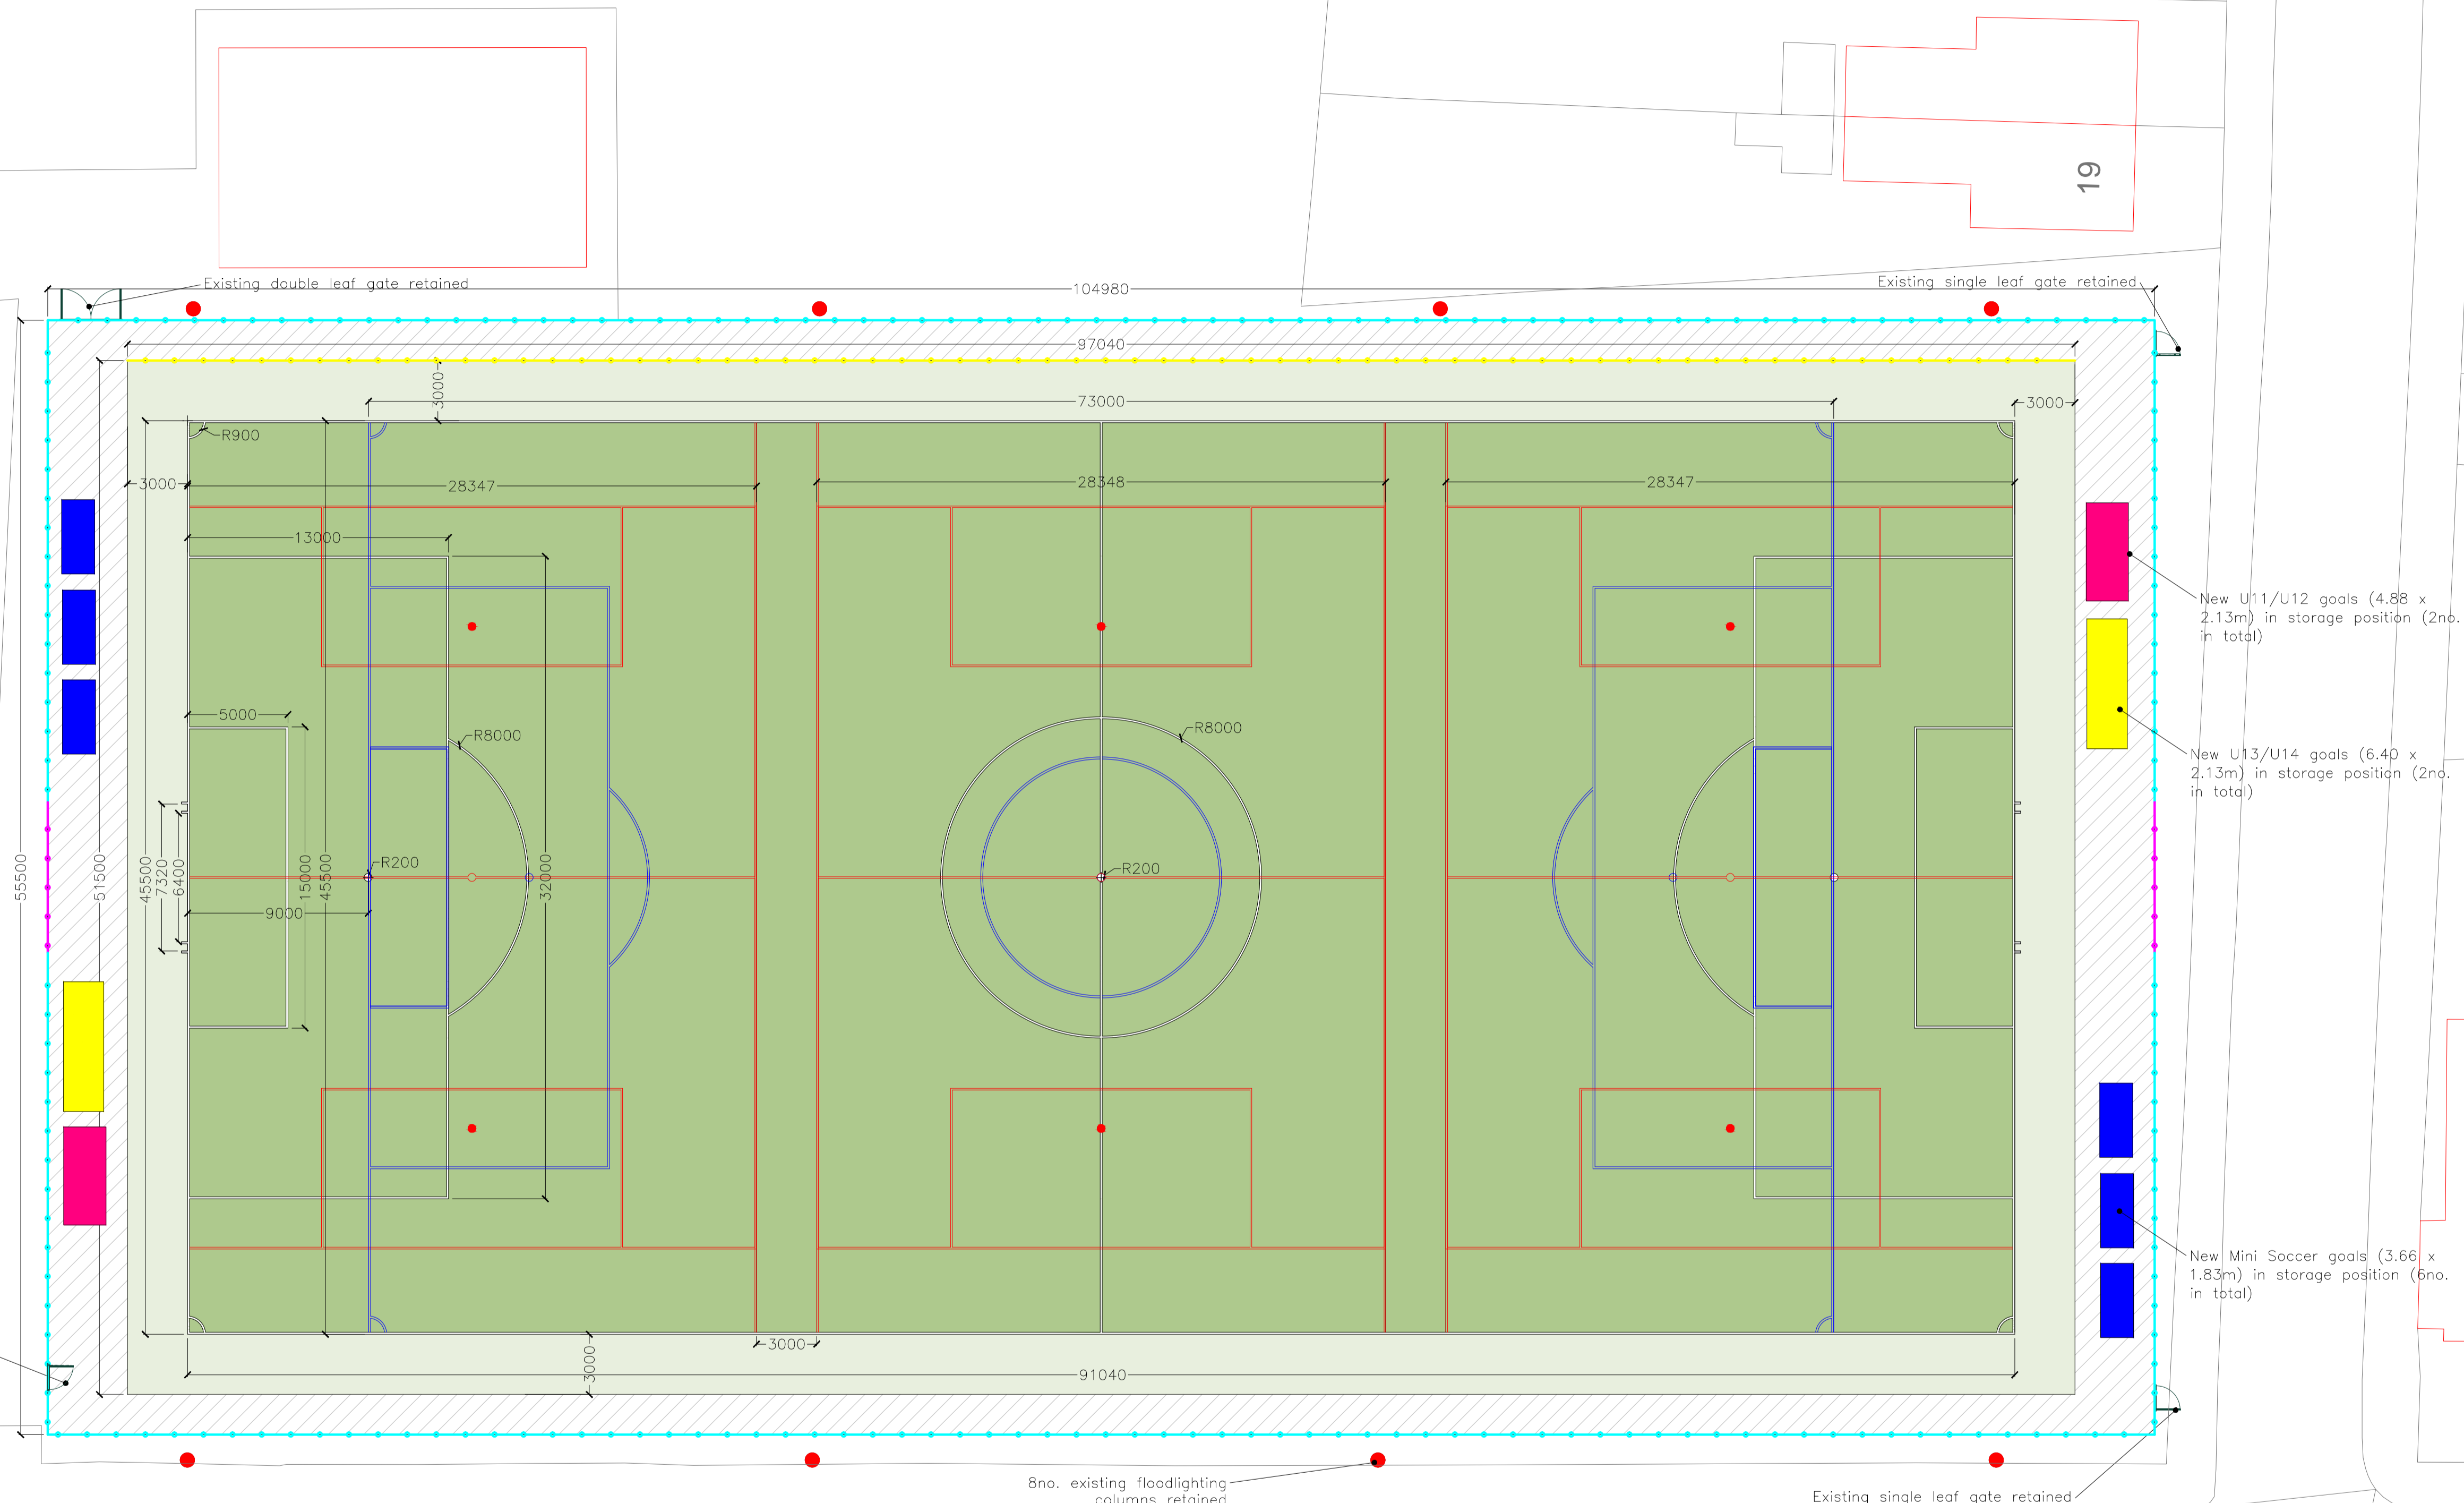 19
Existing double leaf gate retained
Existing single leaf gate retained
104980
97040
3000
73000
3000
R900
3000
28347
28348
28347
13000
New U11/U12 goals (4.88 x
2.13m) in storage position (2no.
in total)
5000
R8000
R8000
New U13/U14 goals (6.40 x
2.13m) in storage position (2no.
in total)
55500
51500
45500
7320
6400
15000
45500
32000
R200
R200
9000
New Mini Soccer goals (3.66 x
1.83m) in storage position (6no.
in total)
3000
3000
91040
8no. existing floodlighting
columns retained
Existing single leaf gate retained